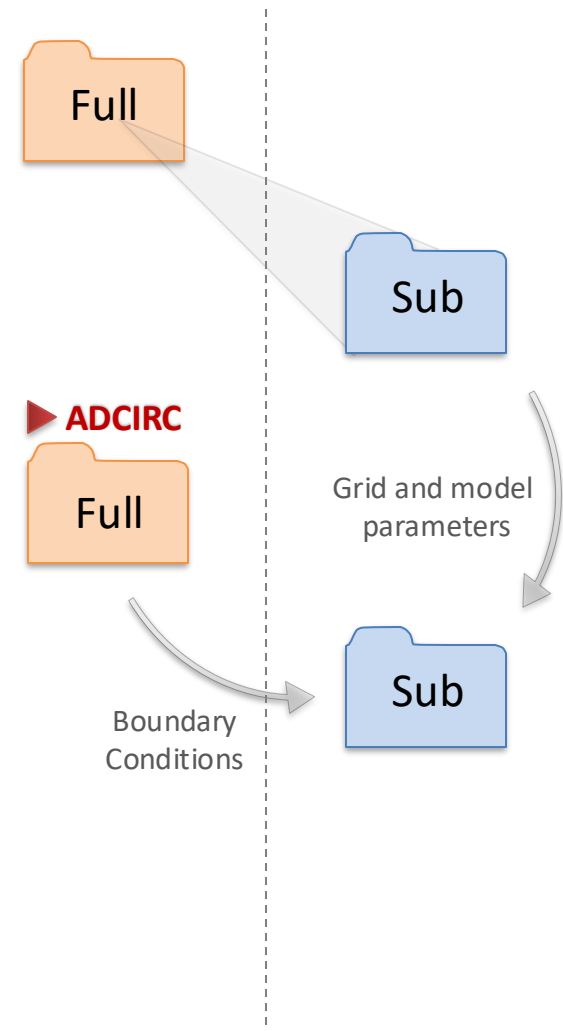 Full
Sub
ADCIRC
Full
Grid and model
parameters
Sub
Boundary
Conditions